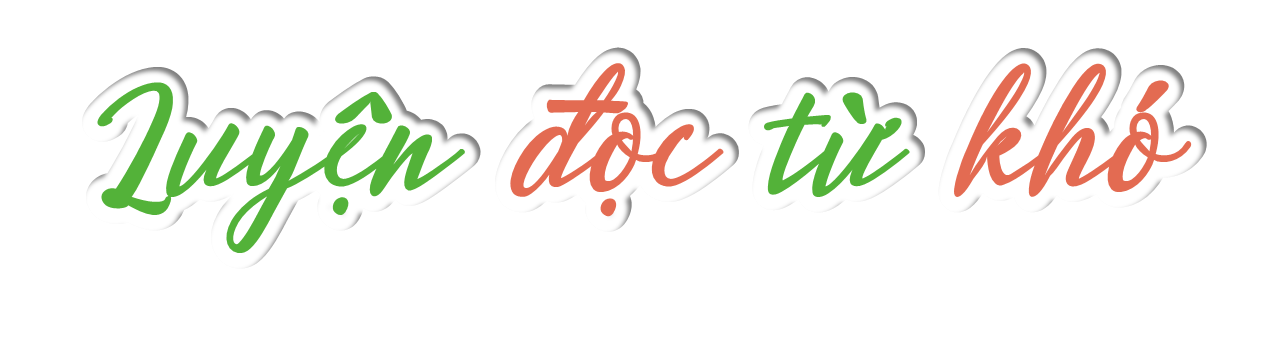 Luyện đọc từ khó